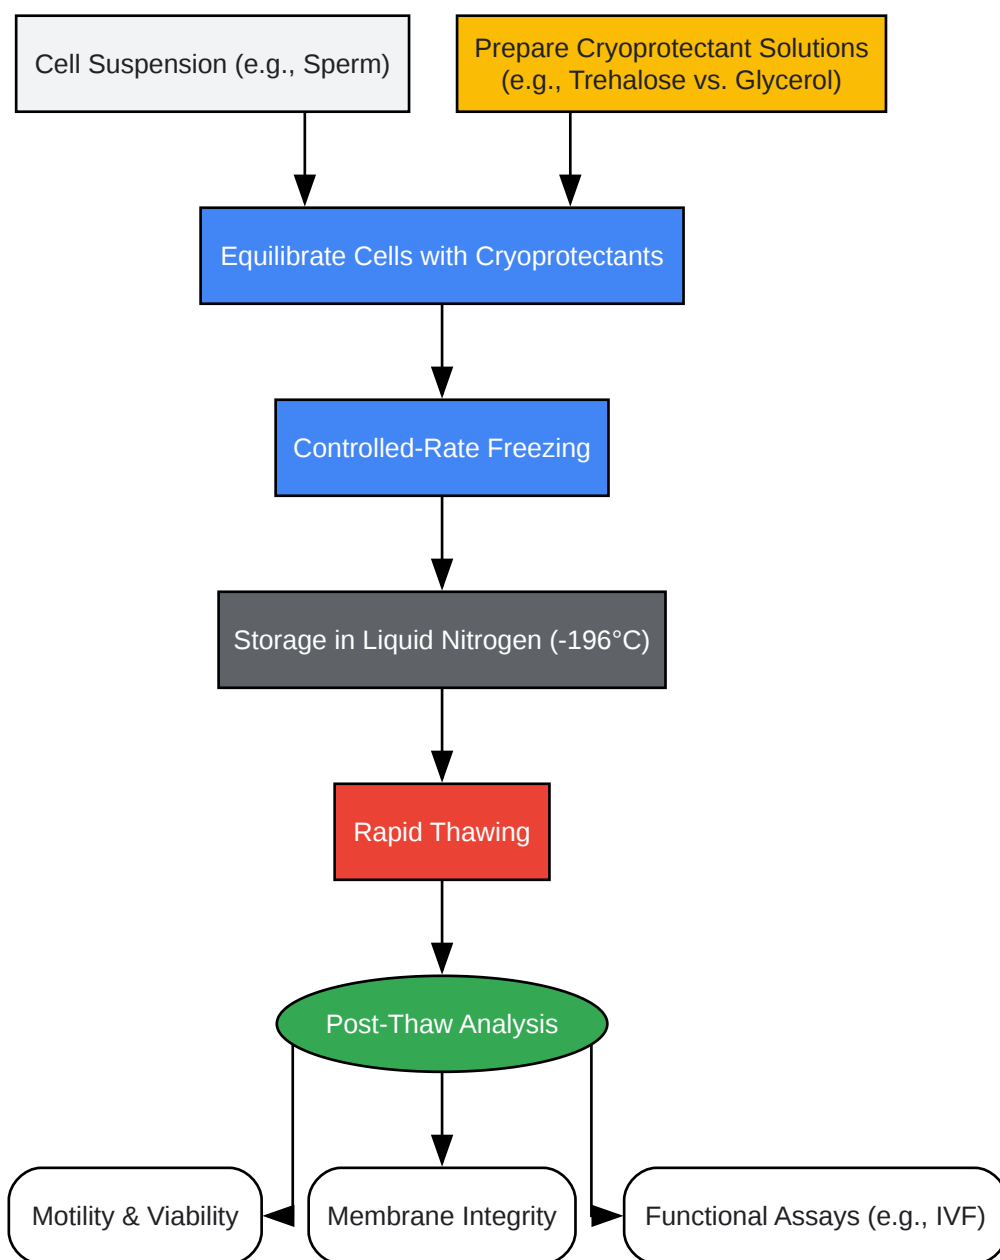 Cell Suspension (e.g., Sperm)
Prepare Cryoprotectant Solutions
(e.g., Trehalose vs. Glycerol)
Equilibrate Cells with Cryoprotectants
Controlled-Rate Freezing
Storage in Liquid Nitrogen (-196°C)
Rapid Thawing
Post-Thaw Analysis
Motility & Viability
Membrane Integrity
Functional Assays (e.g., IVF)